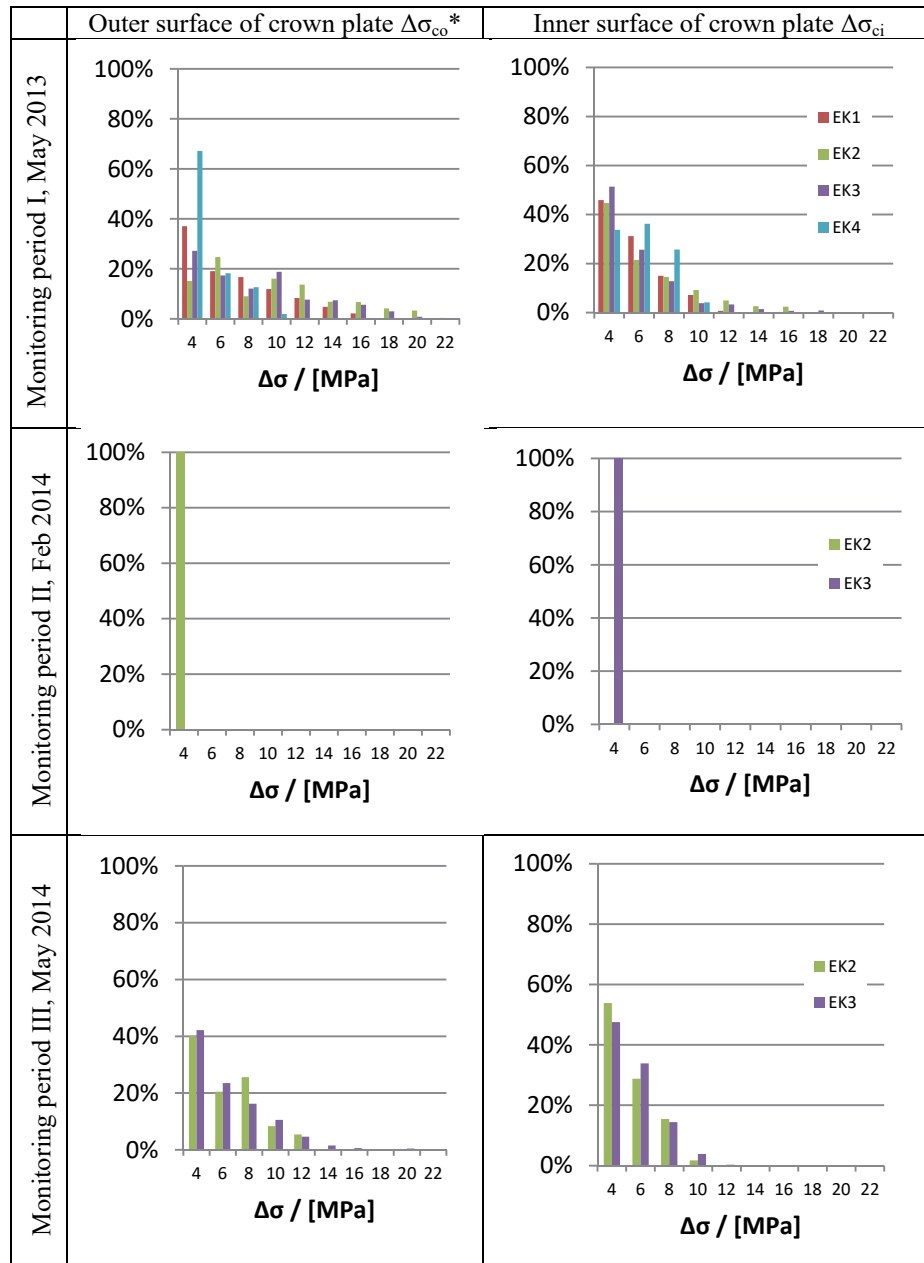 Outer surface of crown plate Δσco*
Inner surface of crown plate Δσci
Monitoring period I, May 2013
100%
80%
60%
40%
20%
0%
4 6 8 10 12 14 16 18 20 22
Δσ / [MPa]
100%
80%
60%
40%
20%
0%
4 6 8 10 12 14 16 18 20 22
Δσ / [MPa]
EK1
EK2
EK3
EK4
Monitoring period II, Feb 2014
100%
80%
60%
40%
20%
0%
4 6 8 10 12 14 16 18 20 22
Δσ / [MPa]
100%
80%
60%
40%
20%
0%
4 6 8 10 12 14 16 18 20 22
Δσ / [MPa]
EK2
EK3
Monitoring period III, May 2014
100%
80%
60%
40%
20%
0%
4 6 8 10 12 14 16 18 20 22
Δσ / [MPa]
100%
80%
60%
40%
20%
0%
4 6 8 10 12 14 16 18 20 22
Δσ / [MPa]
EK2
EK3